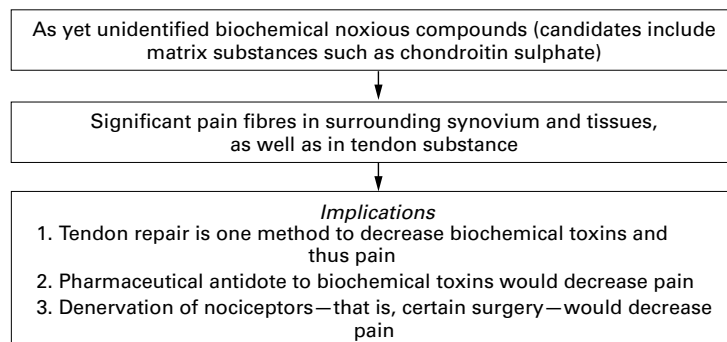 As yet unidentified biochemical noxious compounds (candidates include
matrix substances such as chondroitin sulphate)
Significant pain fibres in surrounding synovium and tissues,
as well as in tendon substance
Implications
1. Tendon repair is one method to decrease biochemical toxins and
thus pain
2. Pharmaceutical antidote to biochemical toxins would decrease pain
3. Denervation of nociceptors—that is, certain surgery—would decrease
pain